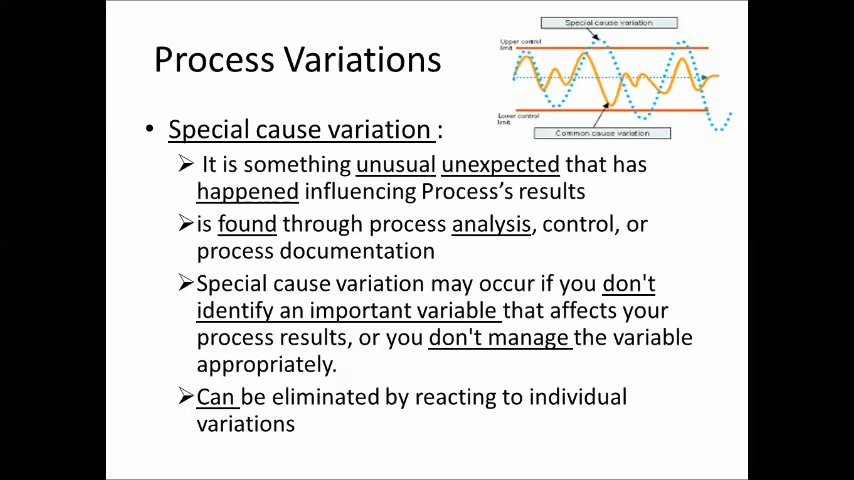 Process Variations
Special cause variation
Upper control
limit
Lower control
limit
Common cause variation
• Special cause variation :
➢ It is something unusual unexpected that has
happened influencing Process's results
➢is found through process analysis, control, or
process documentation
➢Special cause variation may occur if you don't
identify an important variable that affects your
process results, or you don't manage the variable
appropriately.
➢Can be eliminated by reacting to individual
variations